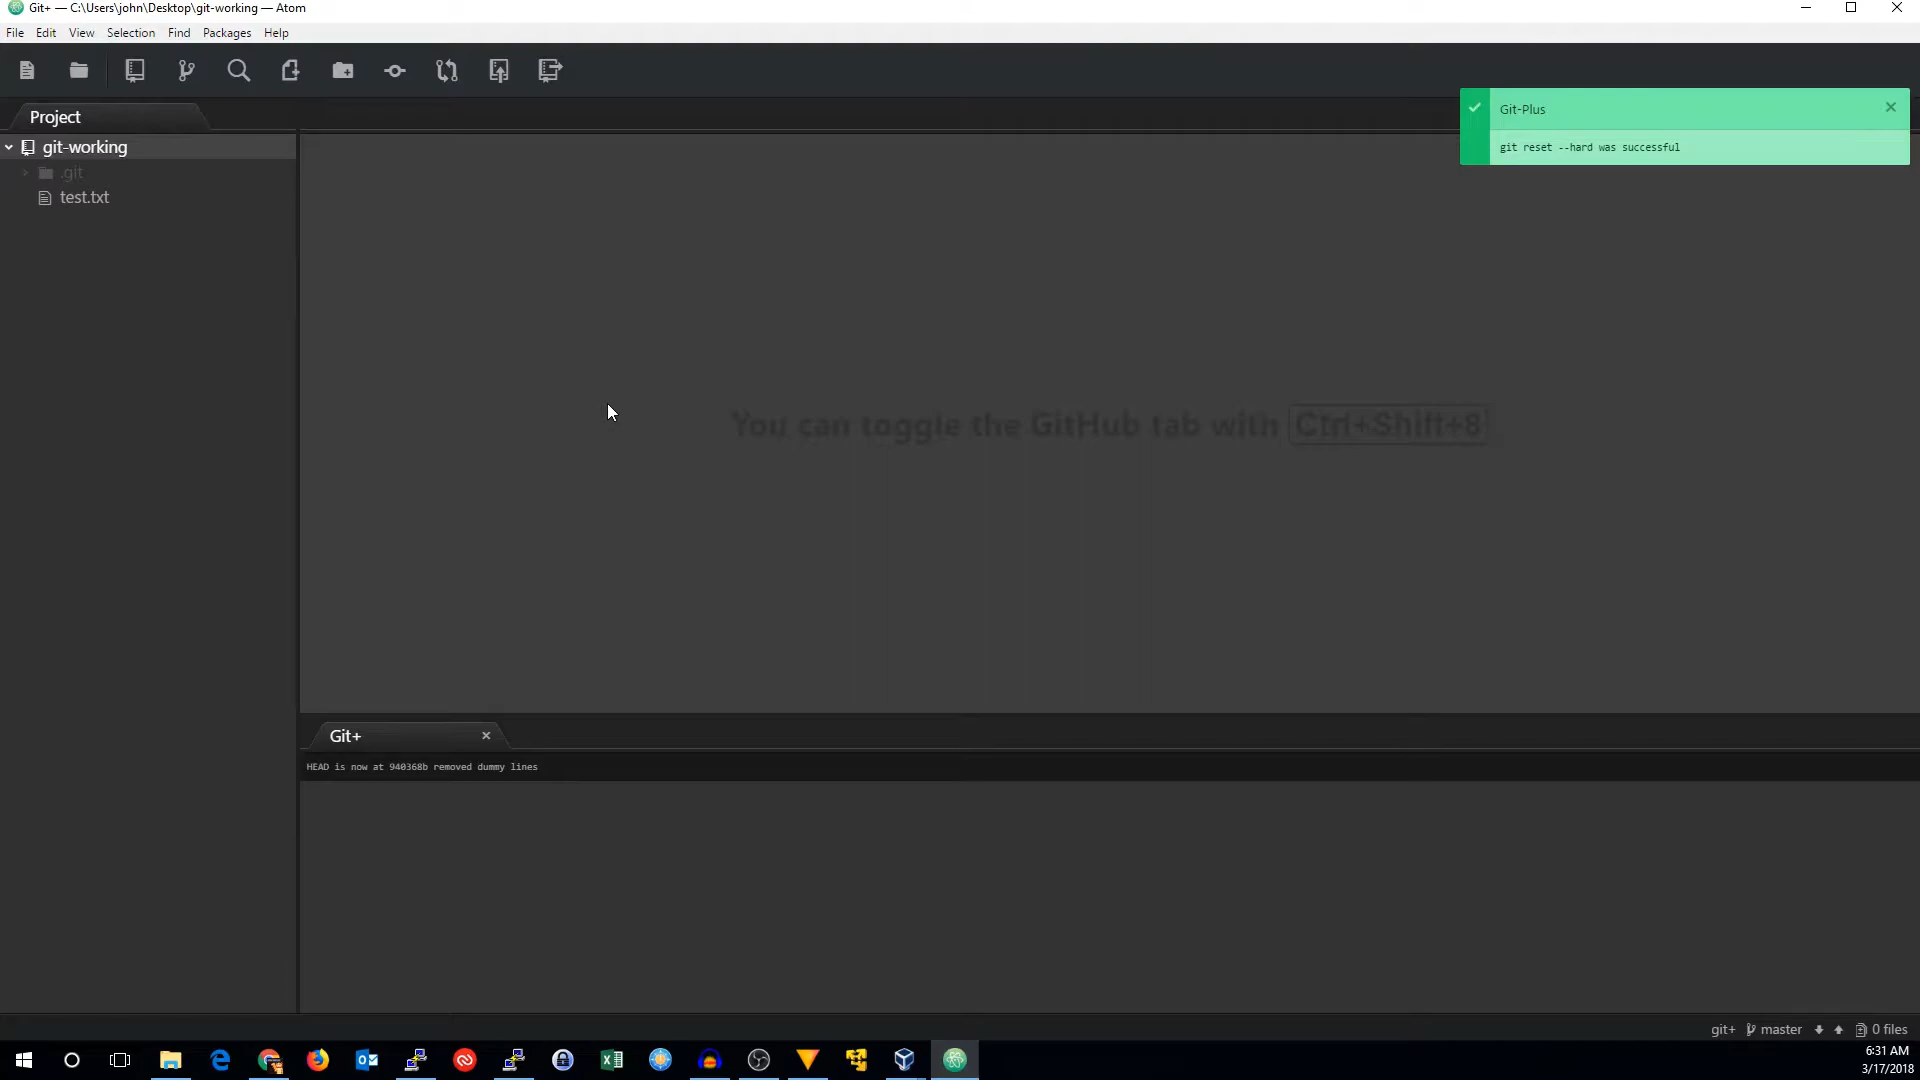 Git+ — C:\Users\john\Desktop\git-working — Atom
File Edit View Selection Find Packages Help
Project
Git-Plus
git-working
git reset --hard was successful
.git
test.txt
You can toggle the GitHub tab with Ctrl+Shift+8
Git+
HEAD is now at 940368b removed dummy lines
git+ master 0 files
6:31 AM
3/17/2018